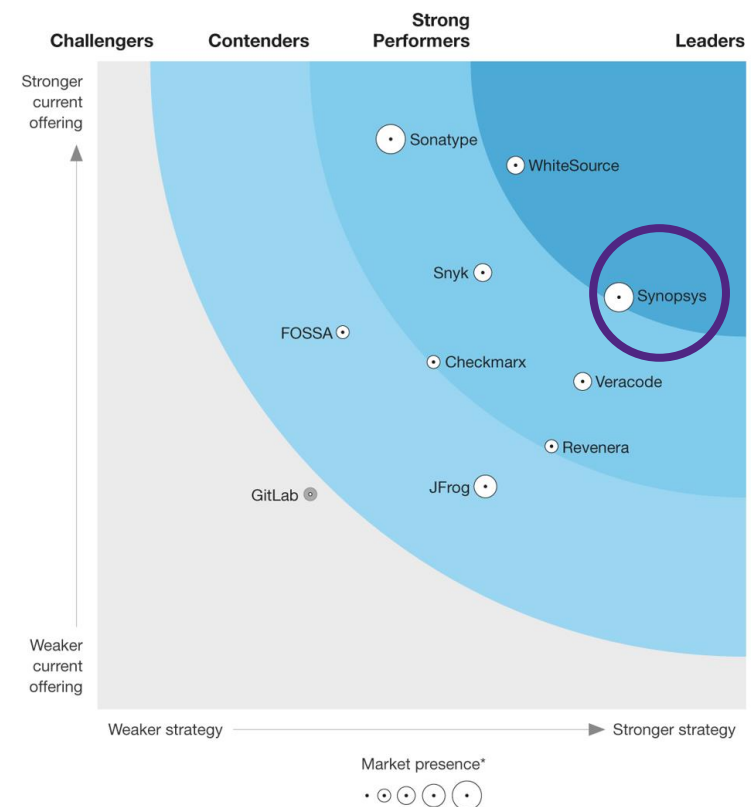 Challengers
Contenders
Strong
Performers
Leaders
Stronger
current
offering
Sonatype
WhiteSource
Snyk
Synopsys
FOSSA
Checkmarx
Veracode
Revenera
JFrog
GitLab
Weaker
current
offering
Weaker strategy
Stronger strategy
Market presence*